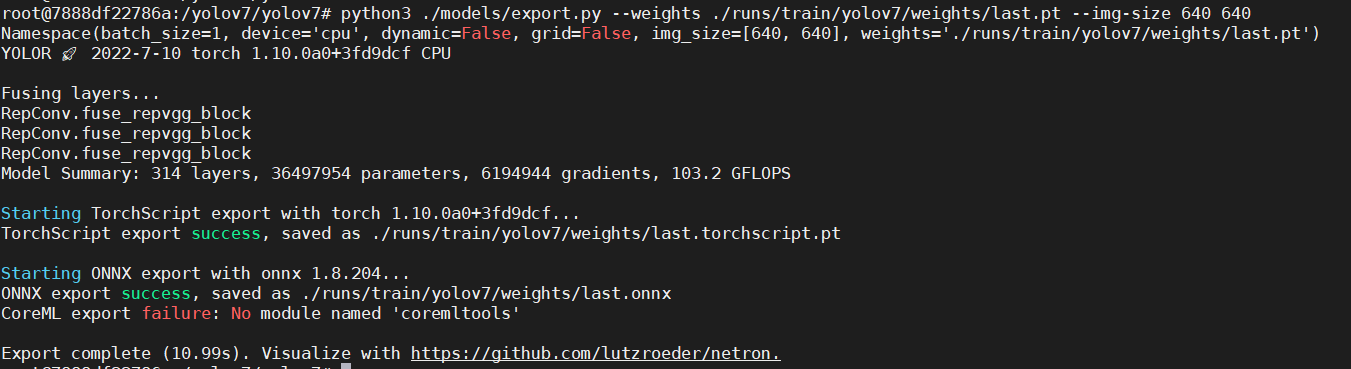 root@7888df22786a:/yolov7/yolov7# python3 ./models/export.py --weights ./runs/train/yolov7/weights/last.pt --img-size 640 640
Namespace(batch_size=1, device='cpu', dynamic=False, grid=False, img_size=[640, 640], weights='./runs/train/yolov7/weights/last.pt')
YOLOR 🚀 2022-7-10 torch 1.10.0a0+3fd9dcf CPU
Fusing layers...
RepConv.fuse_repvgg_block
RepConv.fuse_repvgg_block
RepConv.fuse_repvgg_block
Model Summary: 314 layers, 36497954 parameters, 6194944 gradients, 103.2 GFLOPS
Starting TorchScript export with torch 1.10.0a0+3fd9dcf...
TorchScript export success, saved as ./runs/train/yolov7/weights/last.torchscript.pt
Starting ONNX export with onnx 1.8.204...
ONNX export success, saved as ./runs/train/yolov7/weights/last.onnx
CoreML export failure: No module named 'coremltools'
Export complete (10.99s). Visualize with https://github.com/lutzroeder/netron.